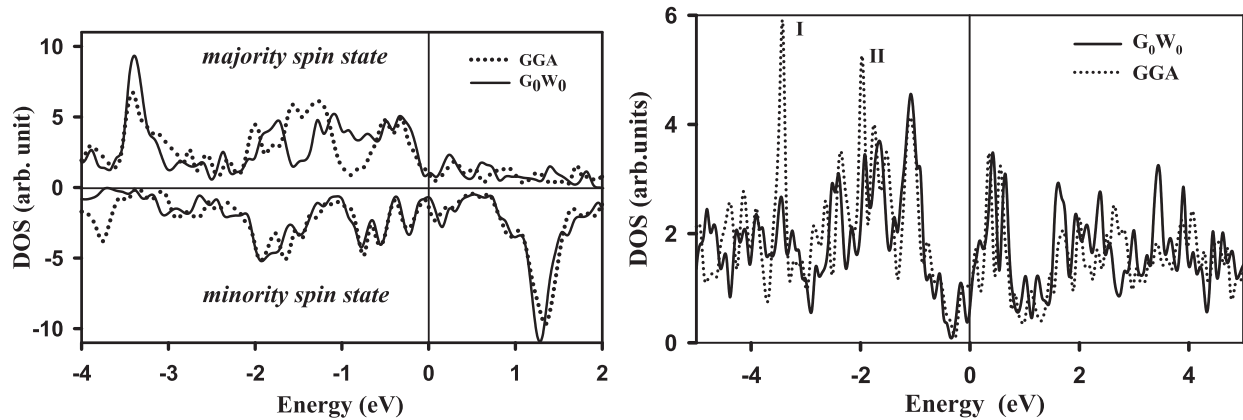 majority spin state
GGA
G₀W₀
10
5
0
-5
-10
DOS (arb. unit)
minority spin state
-4 -3 -2 -1 0 1 2
Energy (eV)
I
II
G₀W₀
GGA
6
4
2
0
DOS (arb.units)
-4 -2 0 2 4
Energy (eV)